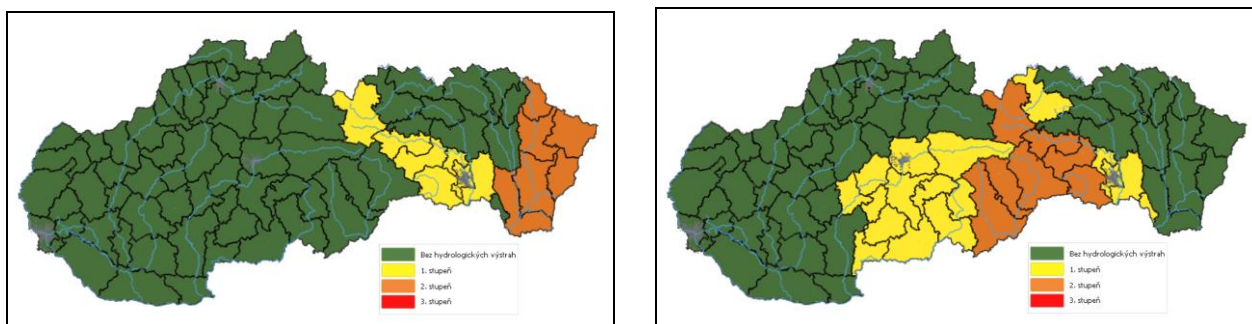 Bez hydrologických výstrah
1. stupeň
2. stupeň
3. stupeň
Bez hydrologických výstrah
1. stupeň
2. stupeň
3. stupeň